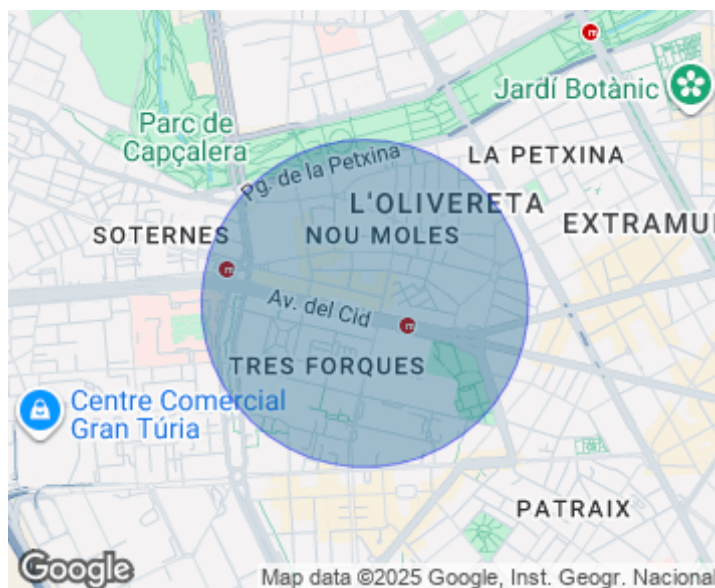 Jardí Botànic
Parc de
Capçalera
Pg. de la Petxina
LA PETXINA
L'OLIVERETA
EXTRAMU
SOTERNES
NOU MOLES
Av. del Cid
TRES FORQUES
Centre Comercial
Gran Túria
PATRAIX
Google
Map data ©2025 Google, Inst. Geogr. Nacional